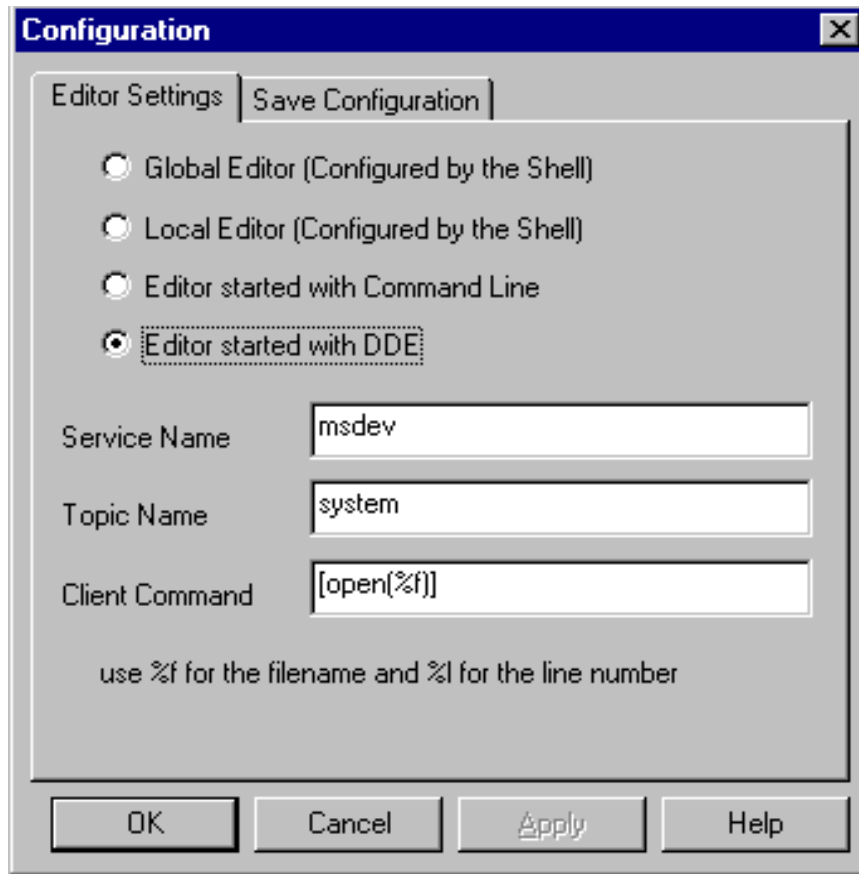 Configuration
Editor Settings
Save Configuration
Global Editor (Configured by the Shell)
Local Editor (Configured by the Shell)
Editor started with Command Line
Editor started with DDE
Service Name
msdev
Topic Name
system
Client Command
[open(%f)]
use %f for the filename and %l for the line number
OK
Cancel
Apply
Help